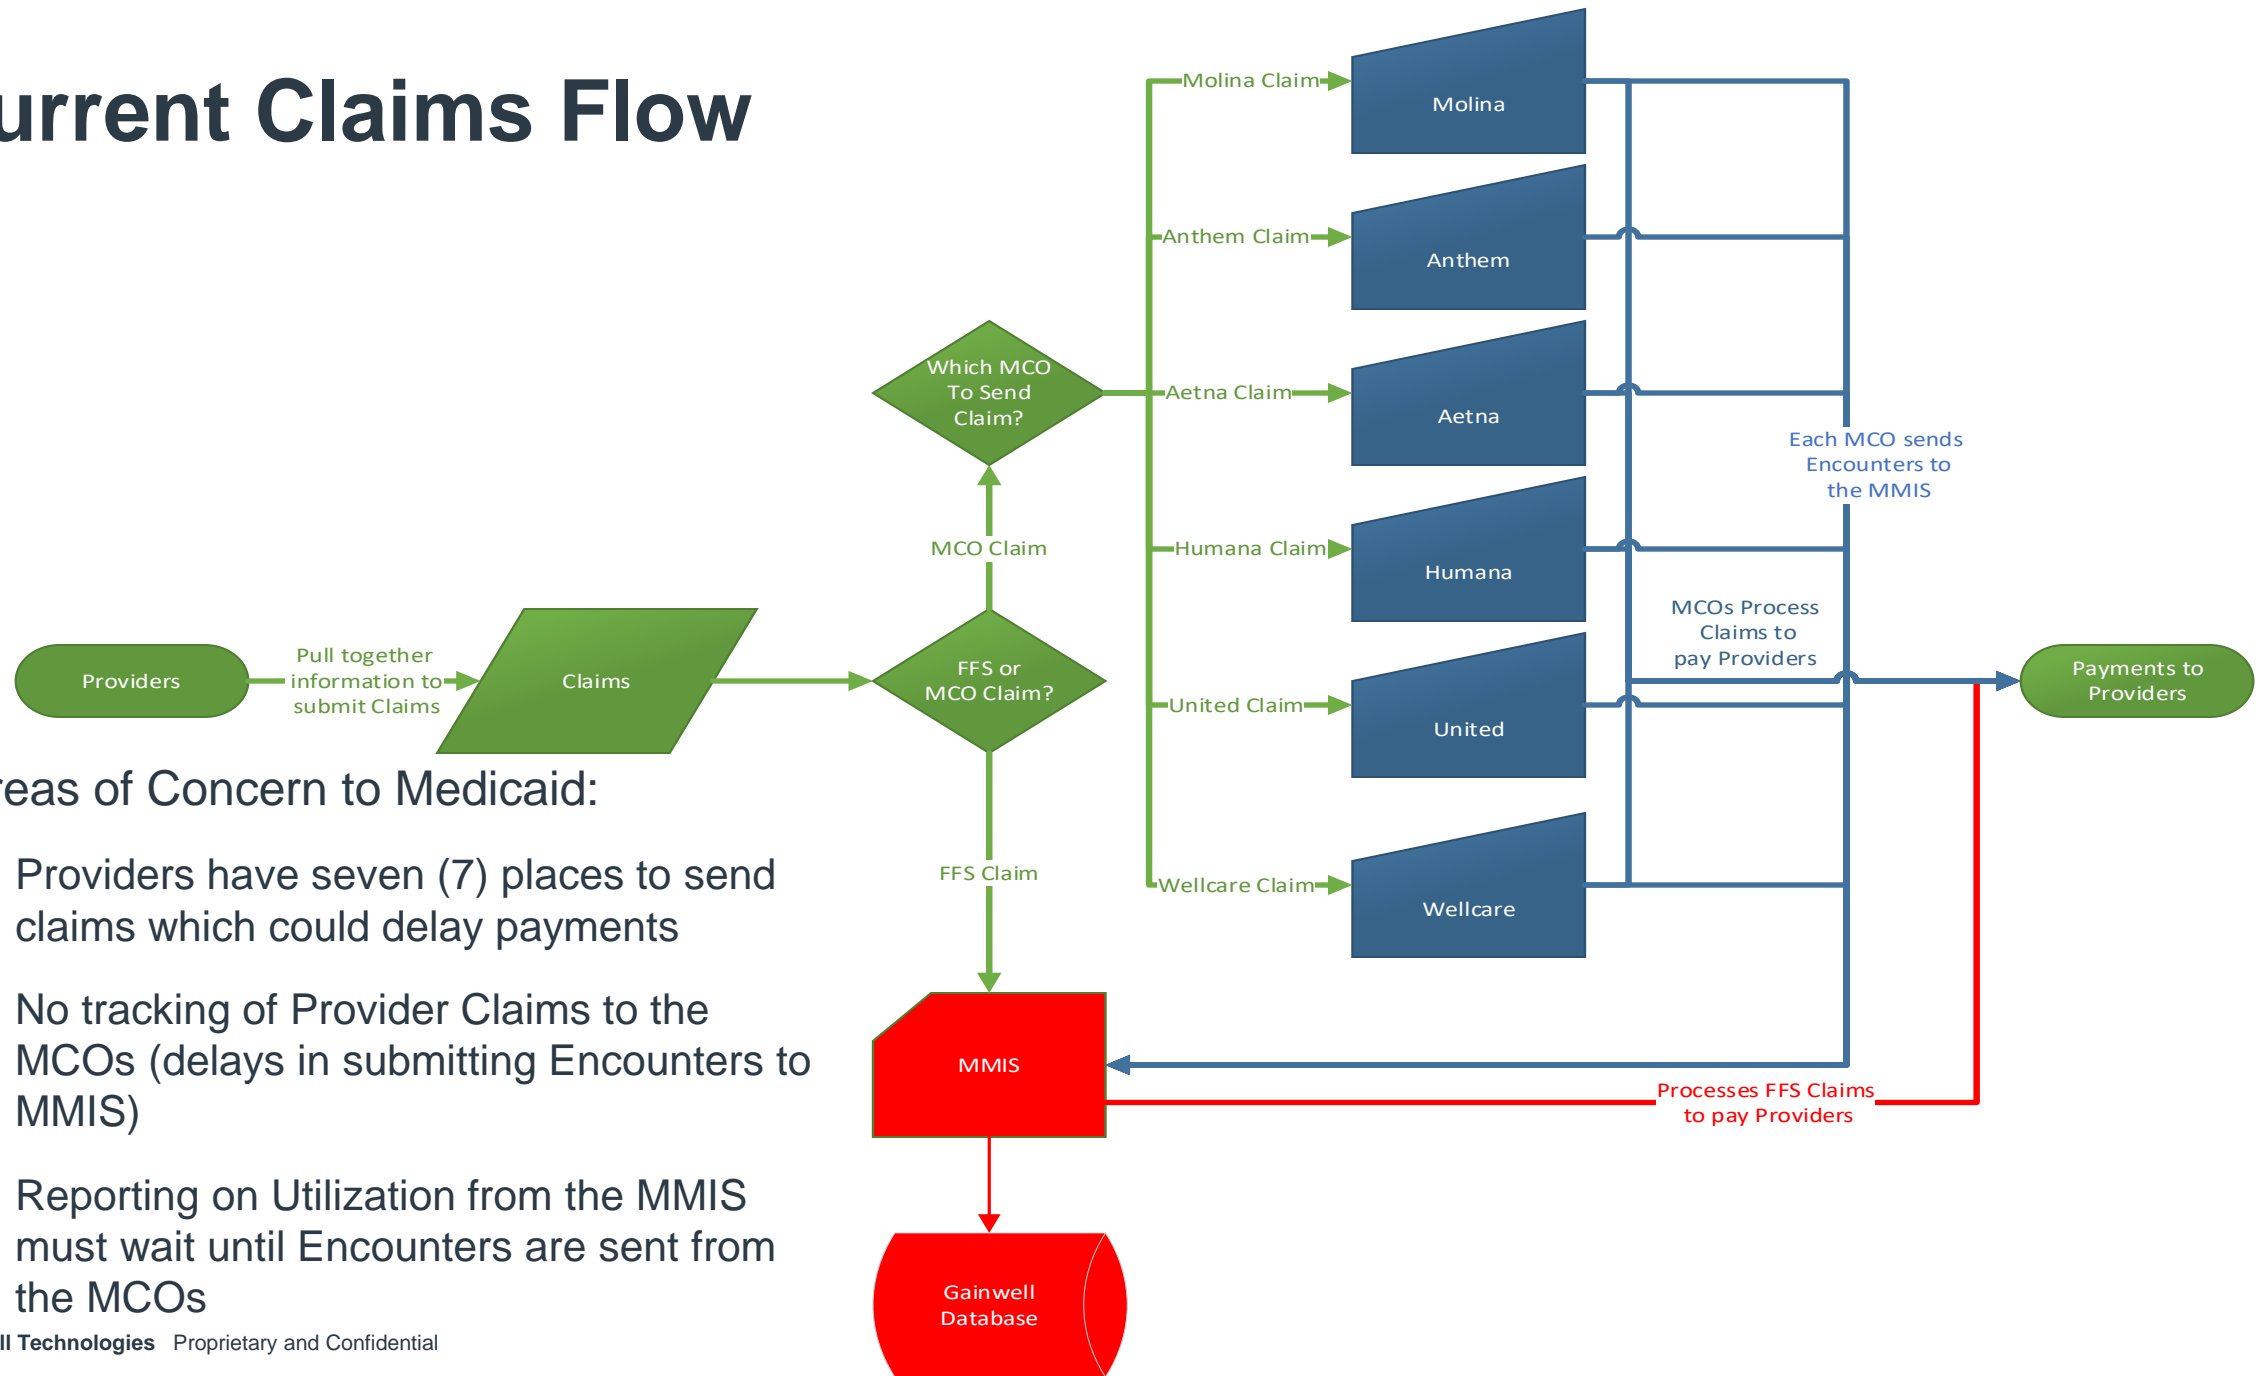 urrent Claims Flow
Molina Claim
Molina
Anthem Claim
Anthem
Which MCO
To Send
Claim?
Aetna Claim
Aetna
Each MCO sends
Encounters to
the MMIS
MCO Claim
Humana Claim
Humana
MCOs Process
Claims to
pay Providers
Providers
Pull together
information to
submit Claims
Claims
FFS or
MCO Claim?
United Claim
United
Payments to
Providers
reas of Concern to Medicaid:
Providers have seven (7) places to send
claims which could delay payments
FFS Claim
Wellcare Claim
Wellcare
No tracking of Provider Claims to the
MCOs (delays in submitting Encounters to
MMIS)
MMIS
Processes FFS Claims
to pay Providers
Reporting on Utilization from the MMIS
must wait until Encounters are sent from
the MCOs
Gainwell
Database
ll Technologies Proprietary and Confidential